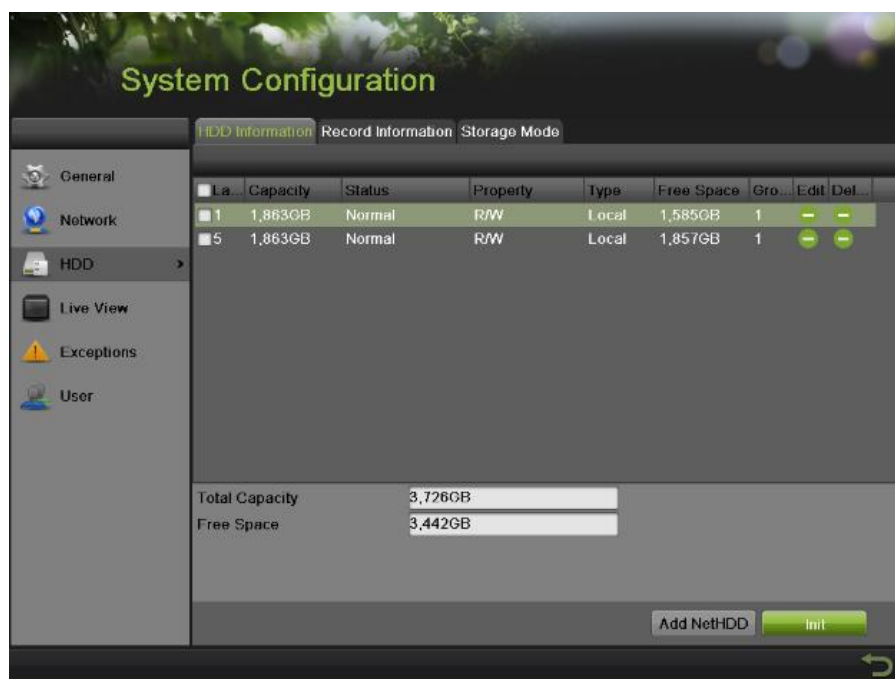 System Configuration
HDD Information Record Information Storage Mode
General
Network
HDD
Live View
Exceptions
User
La... Capacity Status Property Type Free Space Gro... Edit Del...
1 1,863GB Normal R/W Local 1,585GB 1
5 1,863GB Normal R/W Local 1,857GB 1
Total Capacity 3,726GB
Free Space 3,442GB
Add NetHDD Init